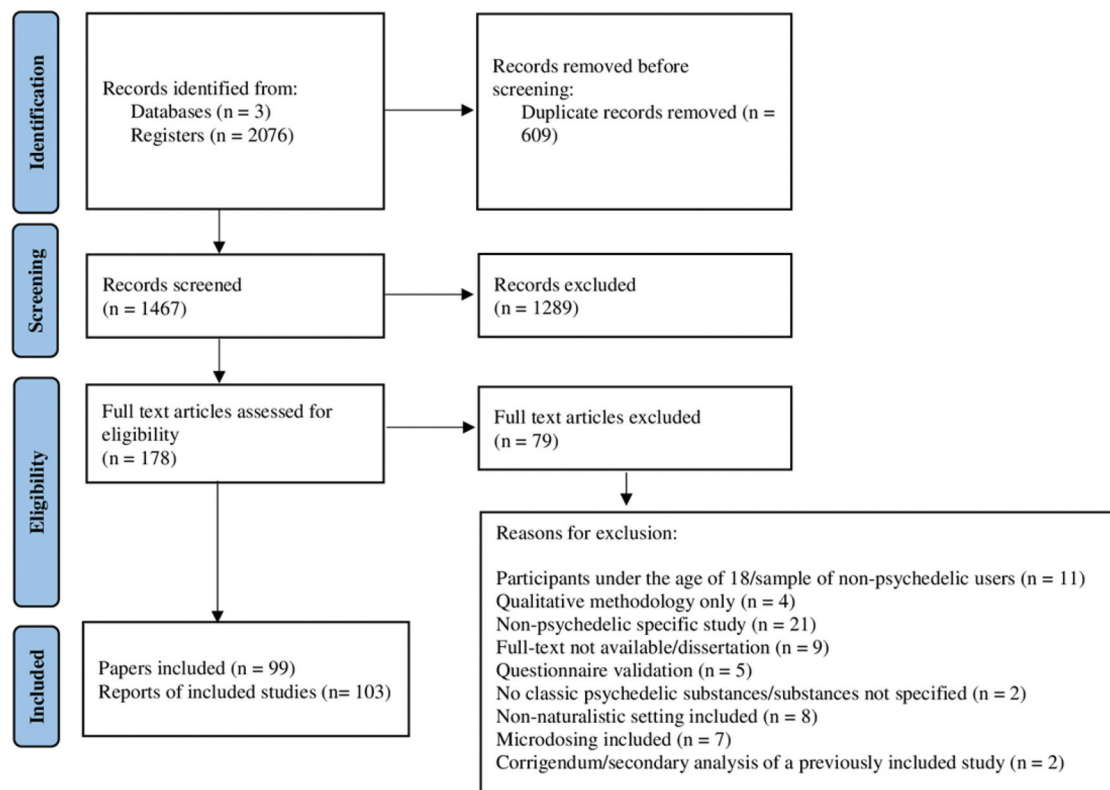 Identification
Records identified from:
Databases (n = 3)
Registers (n = 2076)
Records removed before
screening:
Duplicate records removed (n =
609)
Screening
Records screened
(n = 1467)
Records excluded
(n = 1289)
Eligibility
Full text articles assessed for
eligibility
(n = 178)
Full text articles excluded
(n = 79)
Reasons for exclusion:
Participants under the age of 18/sample of non-psychedelic users (n = 11)
Qualitative methodology only (n = 4)
Non-psychedelic specific study (n = 21)
Full-text not available/dissertation (n = 9)
Questionnaire validation (n = 5)
No classic psychedelic substances/substances not specified (n = 2)
Non-naturalistic setting included (n = 8)
Microdosing included (n = 7)
Corrigendum/secondary analysis of a previously included study (n = 2)
Included
Papers included (n = 99)
Reports of included studies (n= 103)